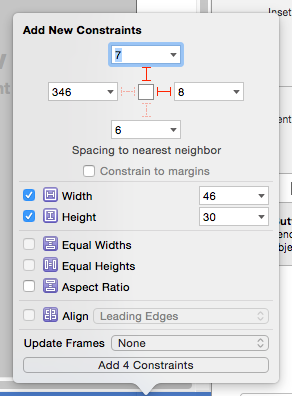 Add New Constraints
7
346
8
6
Spacing to nearest neighbor
Constrain to margins
Width
46
Height
30
Equal Widths
Equal Heights
Aspect Ratio
Align
Leading Edges
Update Frames
None
Add 4 Constraints
Inset